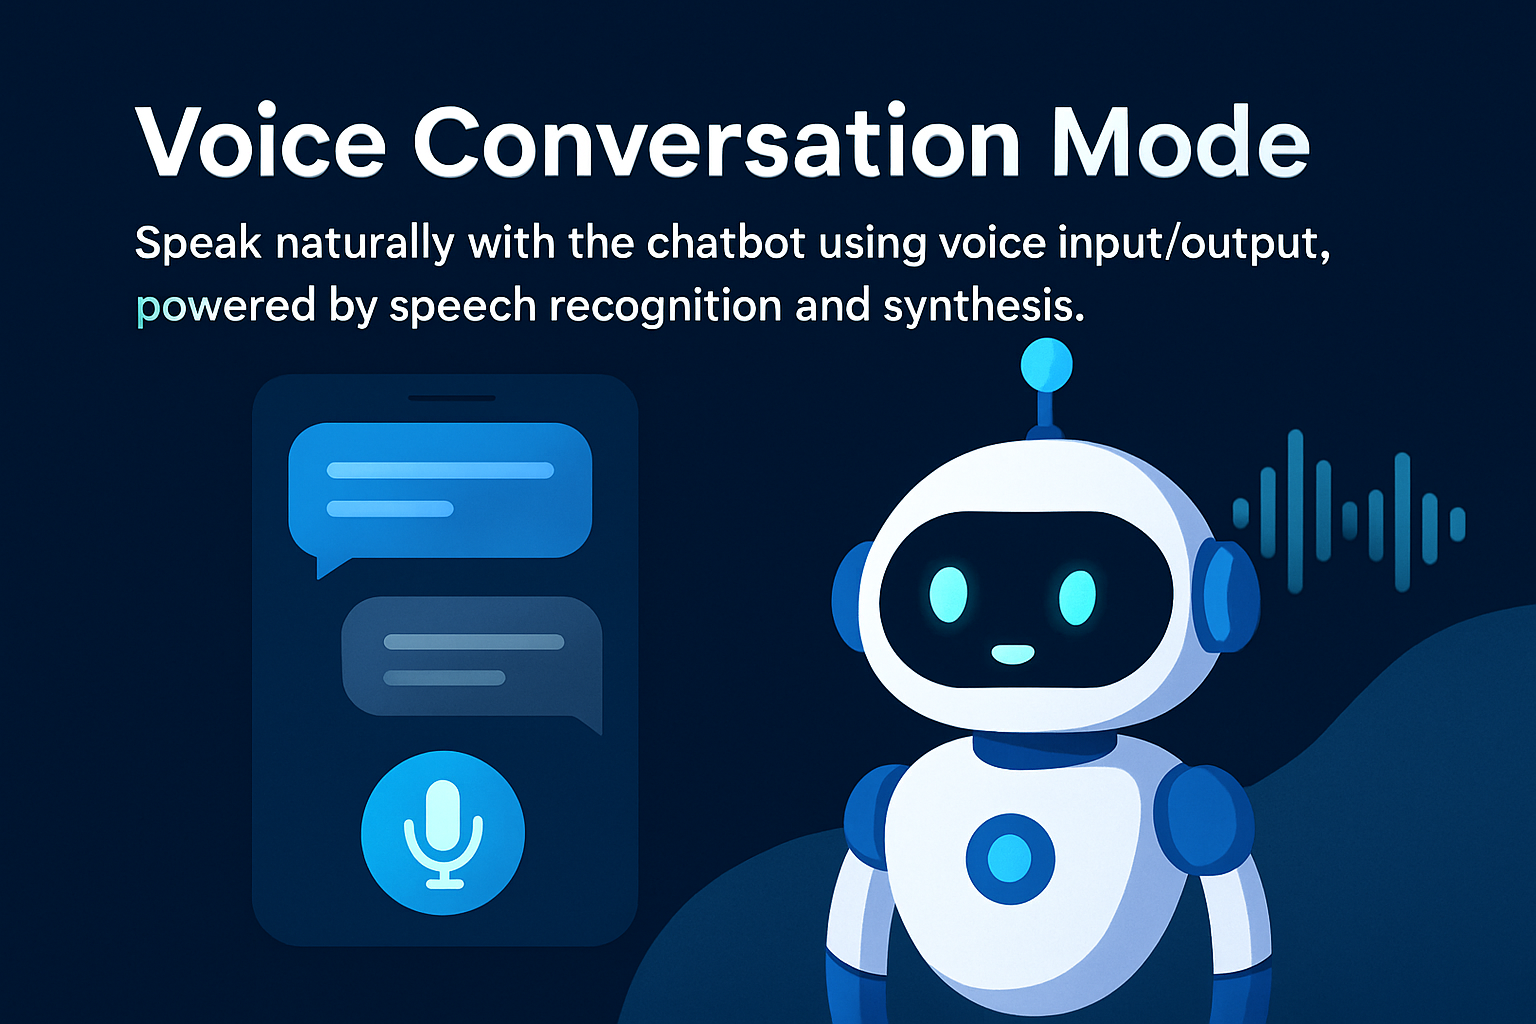 Voice Conversation Mode
Speak naturally with the chatbot using voice input/output,
powered by speech recognition and synthesis.